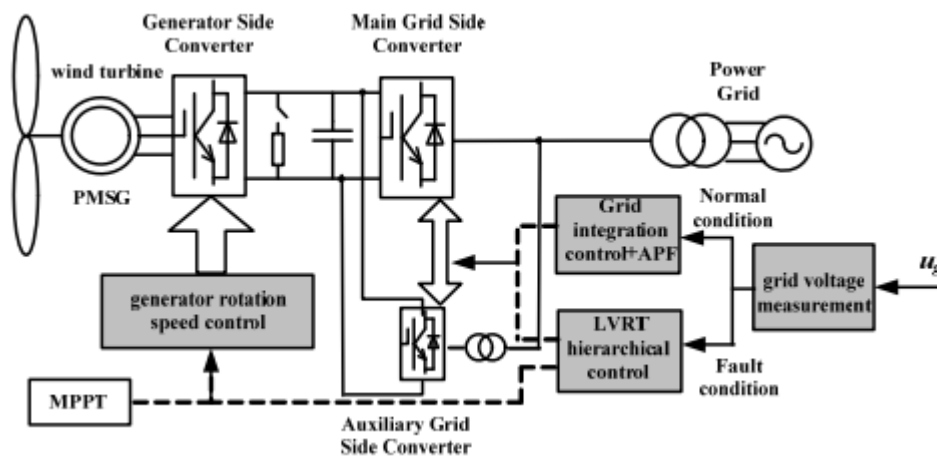 Generator Side
Converter
Main Grid Side
Converter
wind turbine
Power
Grid
PMSG
Normal
condition
Grid
integration
control+APF
grid voltage
measurement
generator rotation
speed control
LVRT
hierarchical
control
Fault
condition
MPPT
Auxiliary Grid
Side Converter